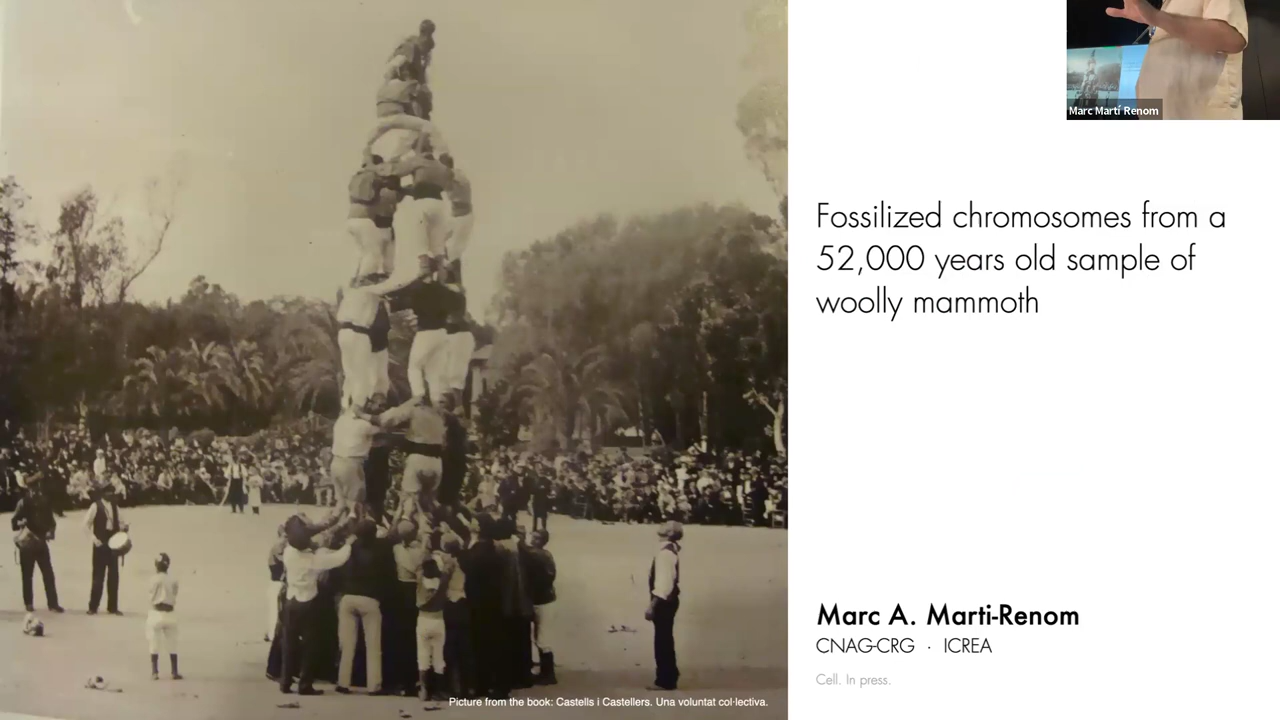 Marc Martí Renom
Fossilized chromosomes from a
52,000 years old sample of
woolly mammoth
Marc A. Marti-Renom
CNAG-CRG · ICREA
Cell. In press.
Picture from the book: Castells i Castellers. Una voluntat col·lectiva.